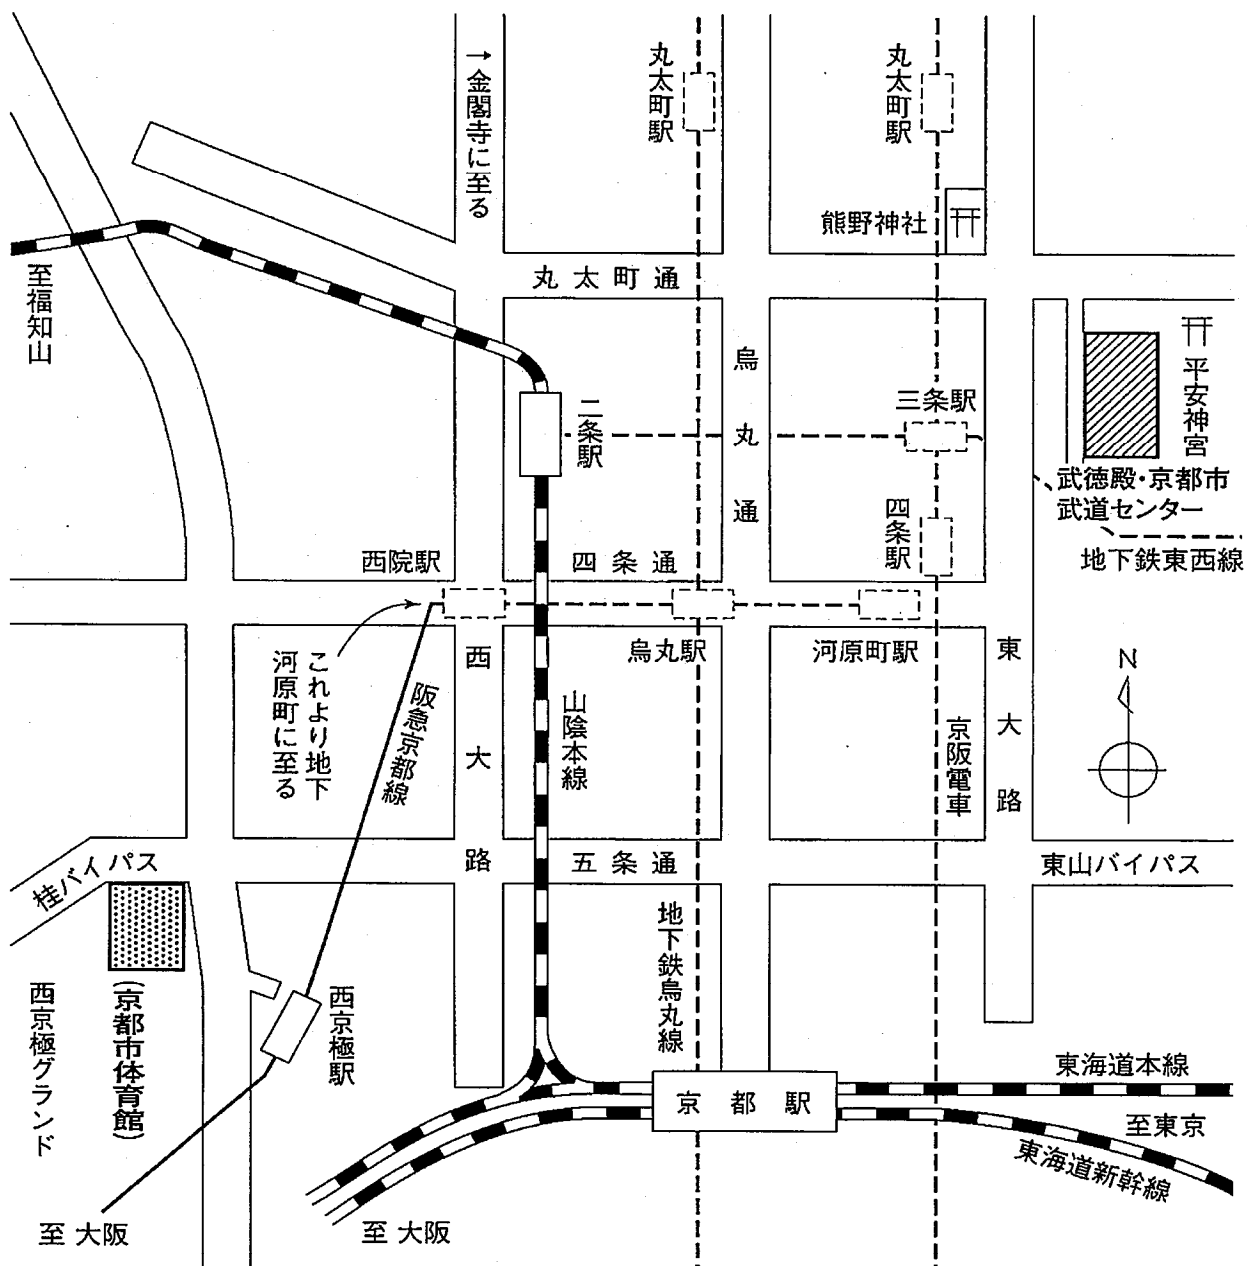 →金閣寺に至る
丸太町駅
丸太町駅
熊野神社
丸太町通
至福知山
烏丸通
二条駅
三条駅
平安神宮
武徳殿・京都市
武道センター
四条駅
地下鉄東西線
西院駅
四条通
烏丸駅
河原町駅
これより地下
河原町に至る
阪急京都線
西大路
山陰本線
京阪電車
東大路
N
桂バイパス
五条通
東山バイパス
地下鉄烏丸線
西京極グランド
(京都市体育館)
西京極駅
京都駅
東海道本線
至東京
東海道新幹線
至大阪
至大阪